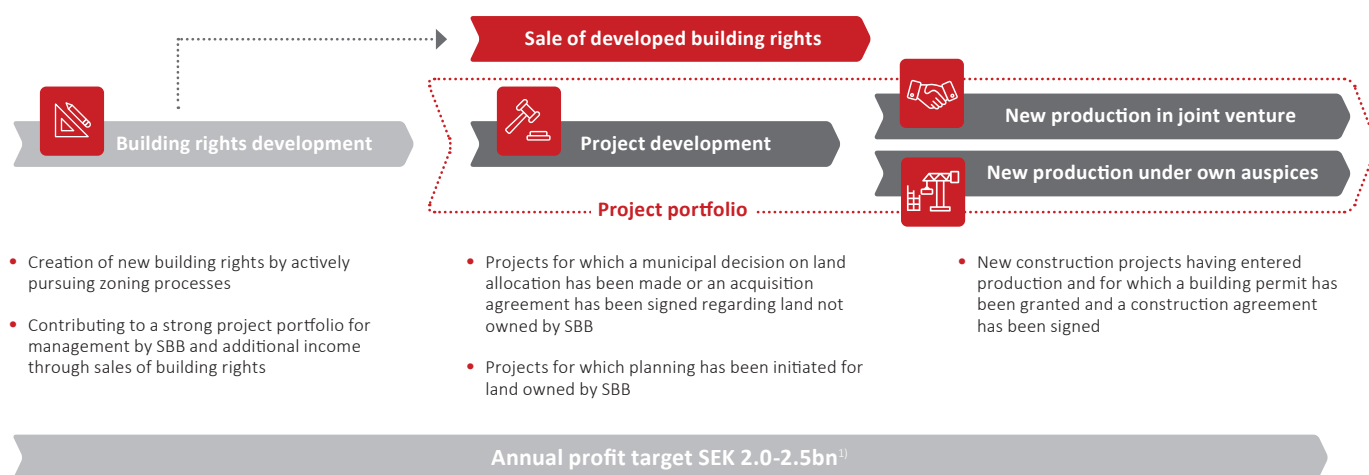 Sale of developed building rights
Building rights development
Project development
New production in joint venture
New production under own auspices
Project portfolio
• Creation of new building rights by actively
pursuing zoning processes
• Contributing to a strong project portfolio for
management by SBB and additional income
through sales of building rights
• Projects for which a municipal decision on land
allocation has been made or an acquisition
agreement has been signed regarding land not
owned by SBB
• Projects for which planning has been initiated for
land owned by SBB
• New construction projects having entered
production and for which a building permit has
been granted and a construction agreement
has been signed
Annual profit target SEK 2.0-2.5bn1)